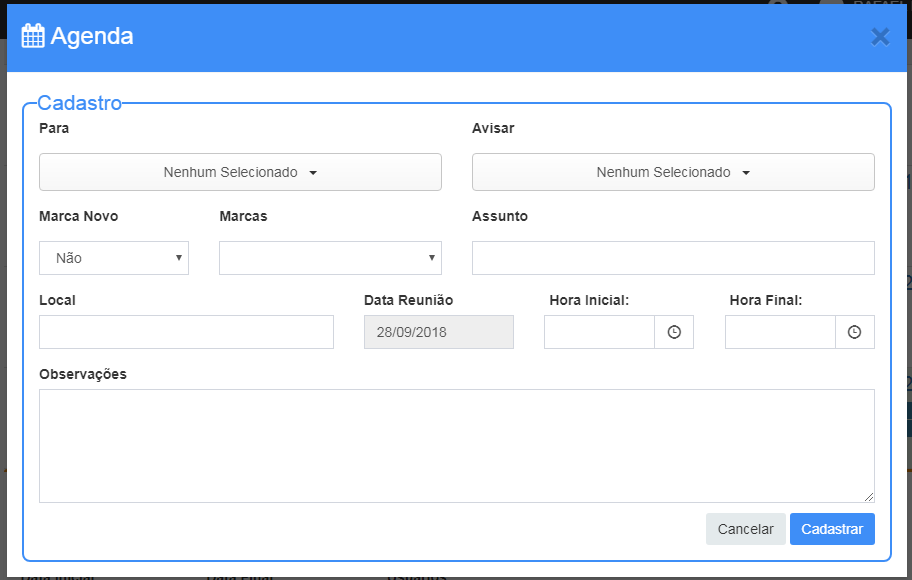 Agenda
Cadastro
Para Avisar
Nenhum Selecionado Nenhum Selecionado
Marca Novo Marcas Assunto
Não
Local Data Reunião Hora Inicial: Hora Final:
28/09/2018
Observações
Cancelar Cadastrar